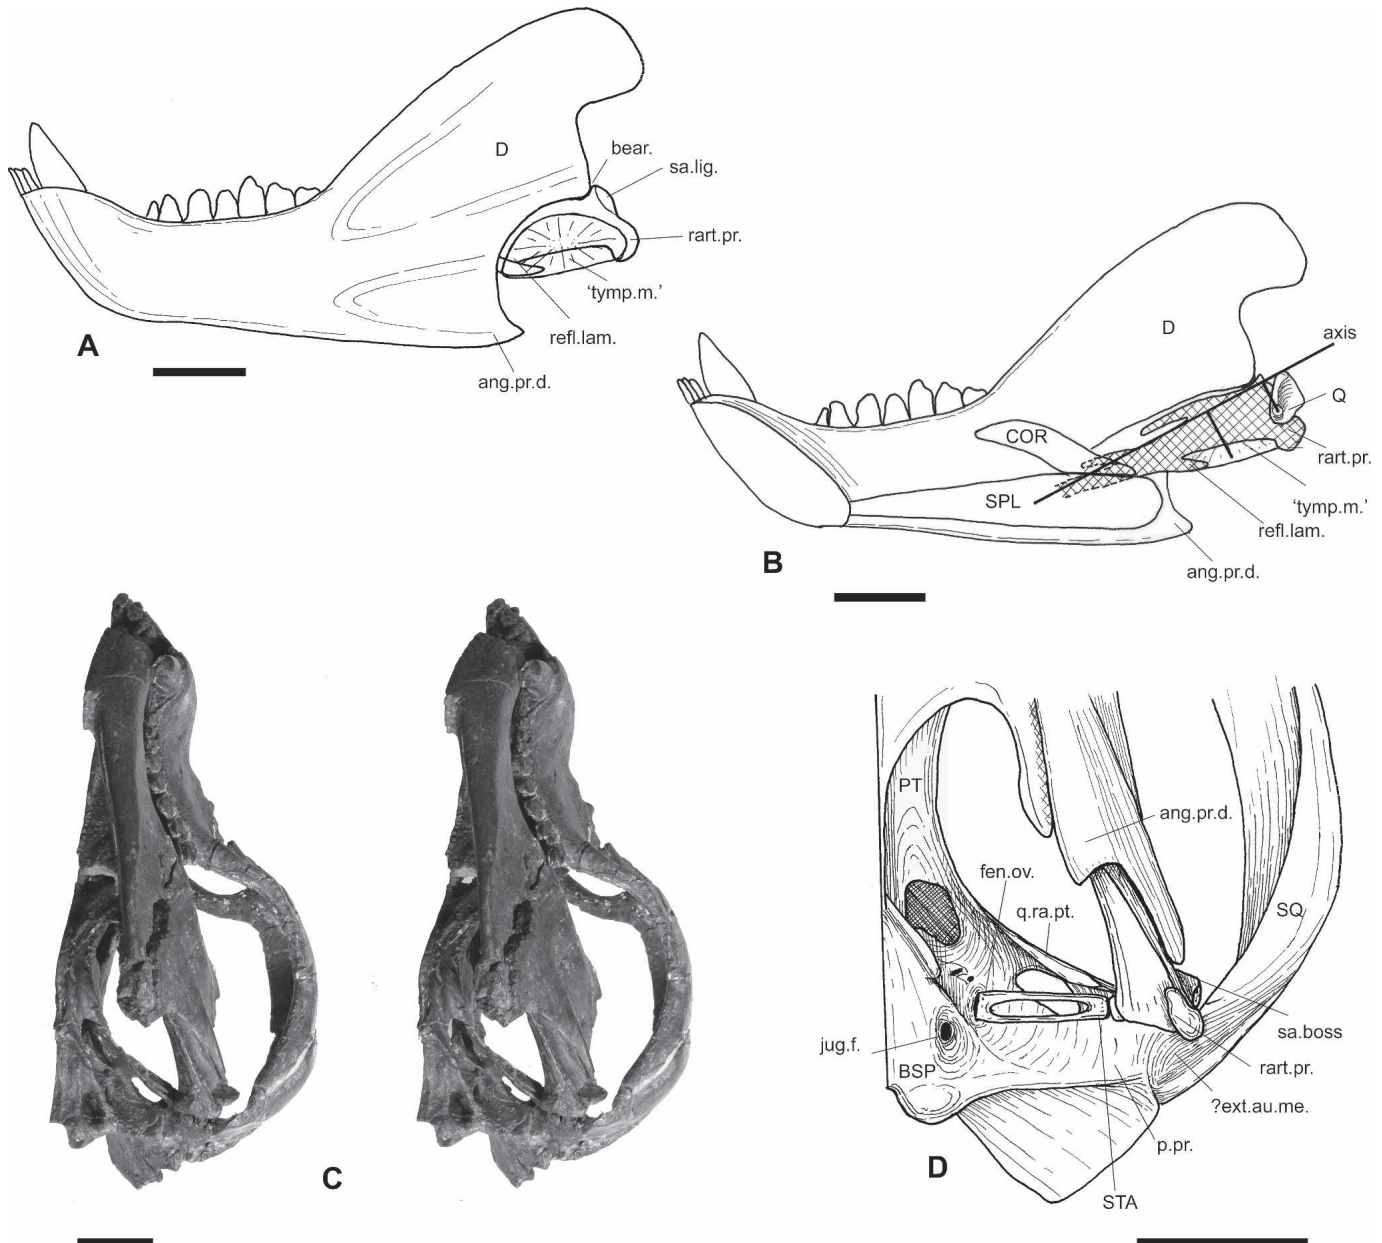 D
bear.
sa.lig.
rart.pr.
‘tymp.m.’
refl.lam.
ang.pr.d.
A
D
axis
Q
COR
rart.pr.
SPL
‘tymp.m.’
refl.lam.
ang.pr.d.
B
C
PT
ang.pr.d.
fen.ov.
q.ra.pt.
SQ
jug.f.
sa.boss
BSP
rart.pr.
?ext.au.me.
p.pr.
D
STA